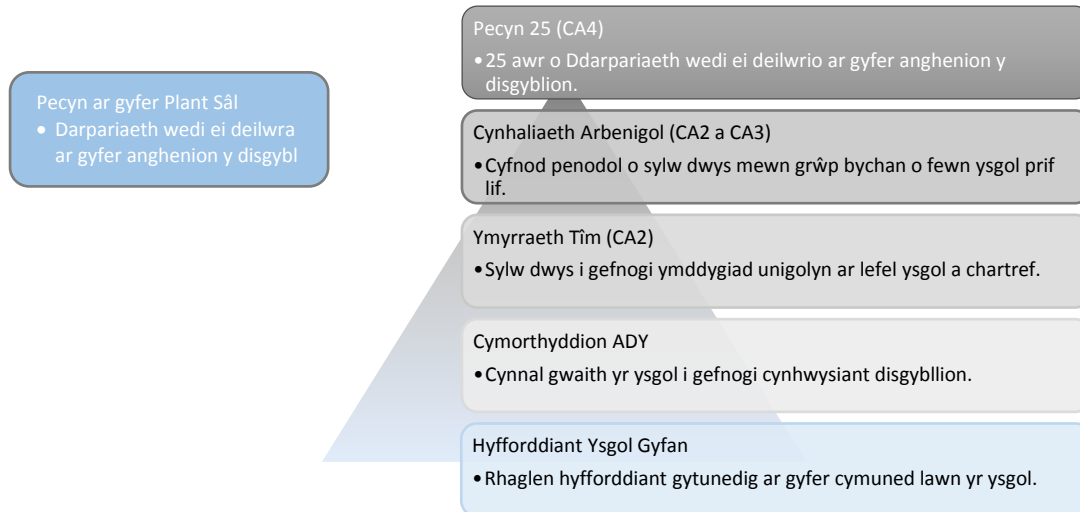 Pecyn ar gyfer Plant Sâl
• Darpariaeth wedi ei deilwra
ar gyfer anghenion y disgybl
Pecyn 25 (CA4)
• 25 awr o Ddarpariaeth wedi ei deilwrio ar gyfer anghenion y
disgyblion.
Cynhaliaeth Arbenigol (CA2 a CA3)
• Cyfnod penodol o sylw dwys mewn grŵp bychan o fewn ysgol prif
lif.
Ymyrraeth Tîm (CA2)
• Sylw dwys i gefnogi ymddygiad unigolyn ar lefel ysgol a chartref.
Cymorthyddion ADY
• Cynnal gwaith yr ysgol i gefnogi cynhwysiant disgybllion.
Hyfforddiant Ysgol Gyfan
• Rhaglen hyfforddiant gytunedig ar gyfer cymuned lawn yr ysgol.